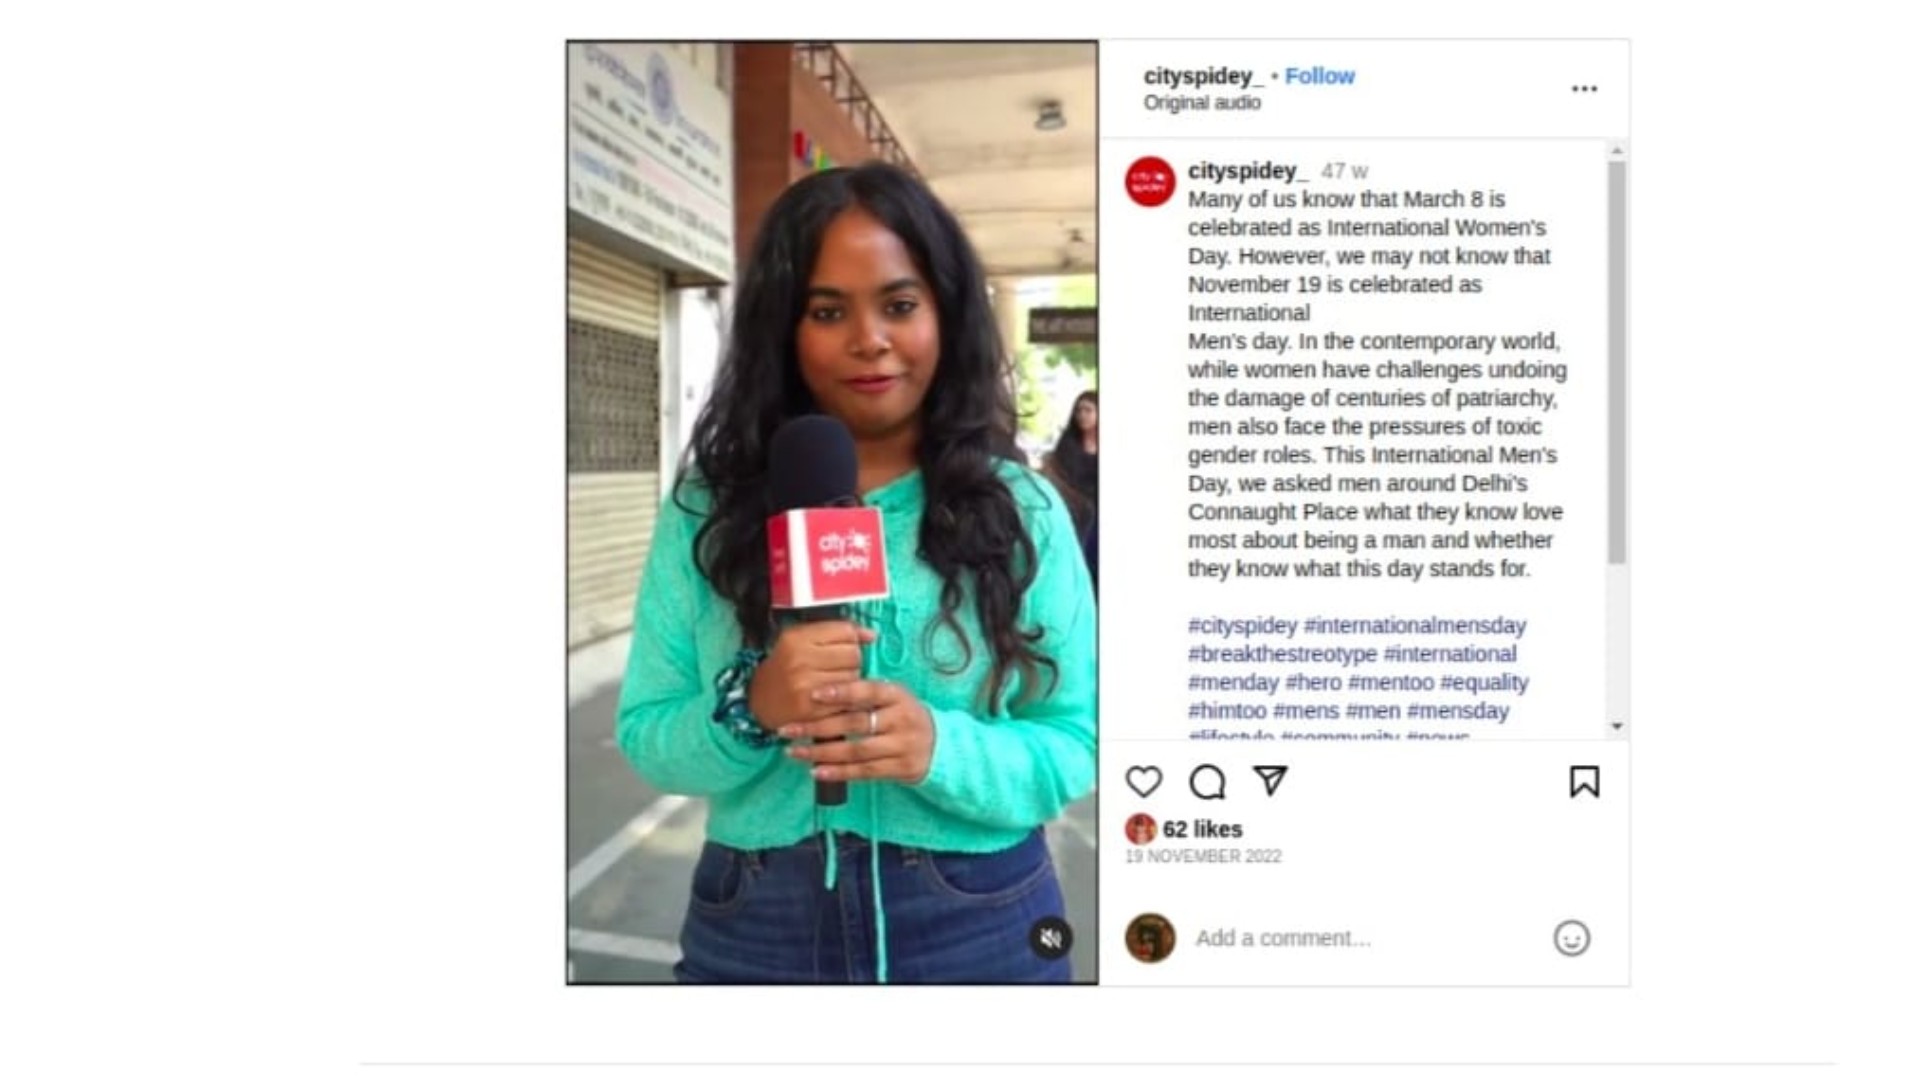 cityspidey_ • Follow
Original audio
cityspidey_ 47 w
Many of us know that March 8 is
celebrated as International Women's
Day. However, we may not know that
November 19 is celebrated as
International
Men's day. In the contemporary world,
while women have challenges undoing
the damage of centuries of patriarchy,
men also face the pressures of toxic
gender roles. This International Men's
Day, we asked men around Delhi's
Connaught Place what they know love
most about being a man and whether
they know what this day stands for.
#cityspidey #internationalmensday
#breakthestreotype #international
#menday #hero #mentoo #equality
#himtoo #mens #men #mensday
#lifestyle #community #news
62 likes
19 NOVEMBER 2022
Add a comment...
city
spidey